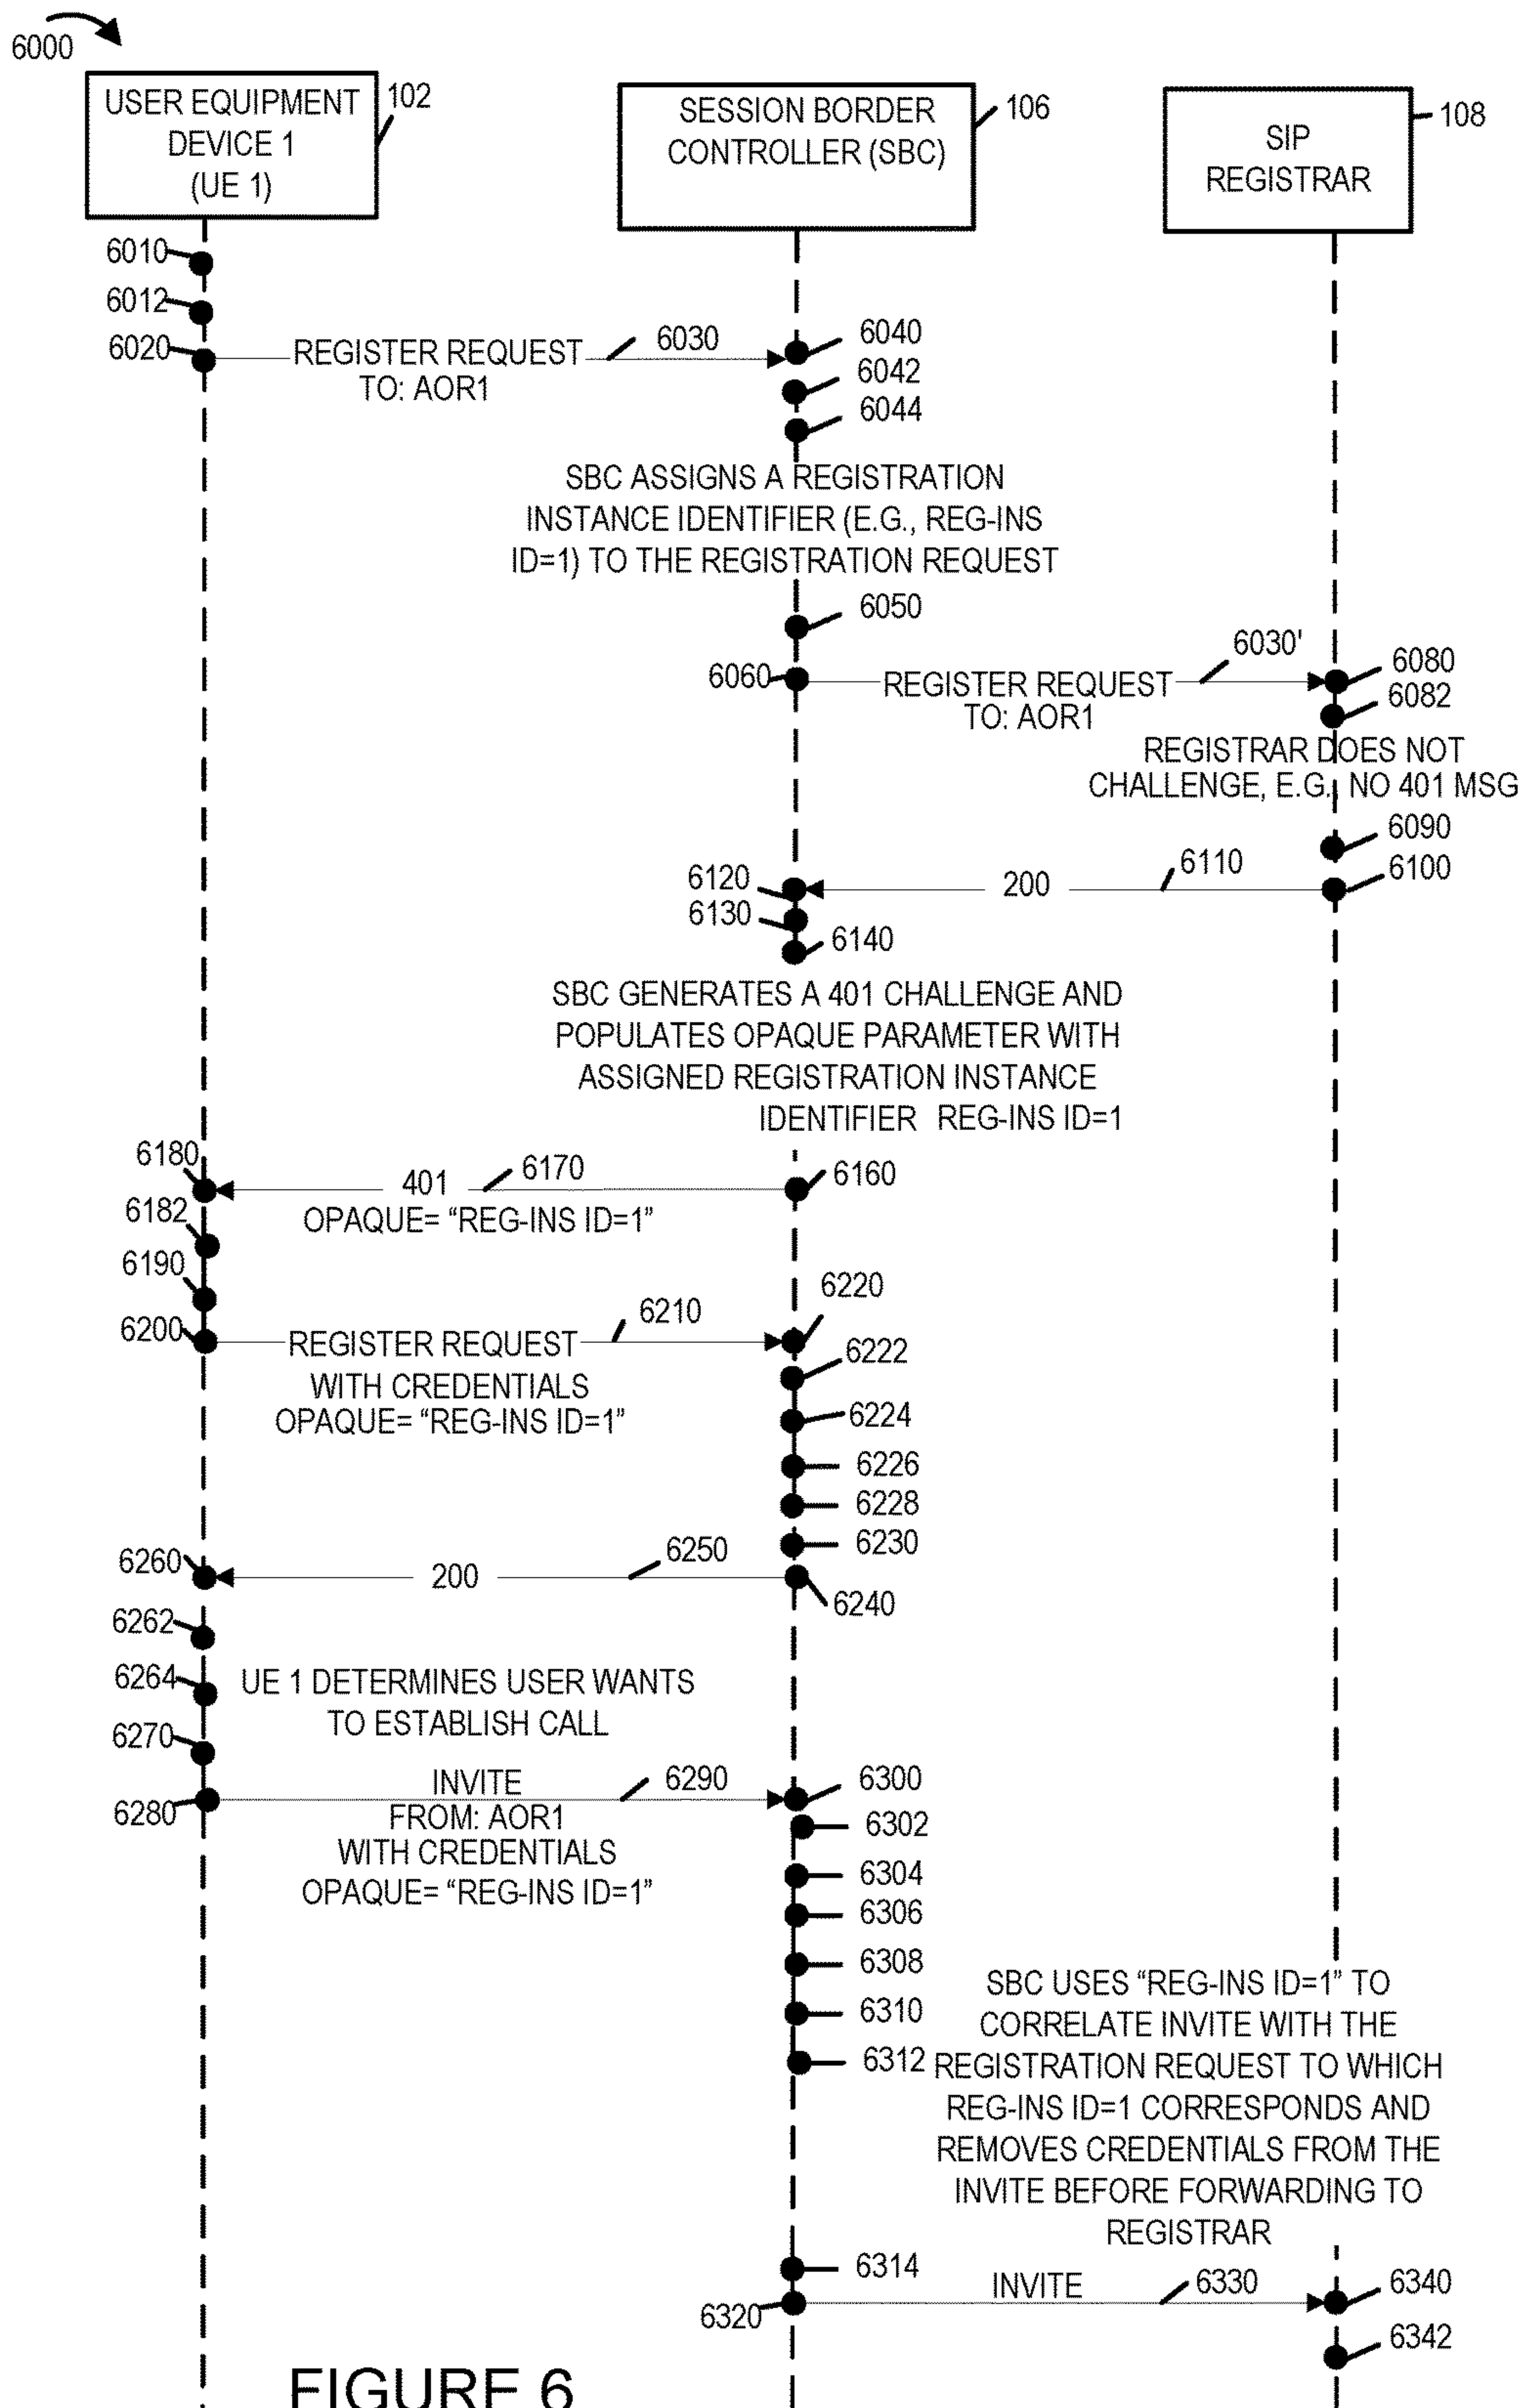 6000
USER EQUIPMENT
DEVICE 1
(UE 1)
102
SESSION BORDER
CONTROLLER (SBC)
106
SIP
REGISTRAR
108
6010
6012
6020
REGISTER REQUEST
TO: AOR1
6030
6040
6042
6044
SBC ASSIGNS A REGISTRATION
INSTANCE IDENTIFIER (E.G., REG-INS
ID=1) TO THE REGISTRATION REQUEST
6050
6060
REGISTER REQUEST
TO: AOR1
6030'
6080
6082
REGISTRAR DOES NOT
CHALLENGE, E.G., NO 401 MSG
6090
6100
6110
200
6120
6130
6140
SBC GENERATES A 401 CHALLENGE AND
POPULATES OPAQUE PARAMETER WITH
ASSIGNED REGISTRATION INSTANCE
IDENTIFIER REG-INS ID=1
6160
6170
401
OPAQUE= “REG-INS ID=1”
6180
6182
6190
6200
REGISTER REQUEST
WITH CREDENTIALS
OPAQUE= “REG-INS ID=1”
6210
6220
6222
6224
6226
6228
6230
6240
6250
200
6260
6262
6264
UE 1 DETERMINES USER WANTS
TO ESTABLISH CALL
6270
6280
INVITE
FROM: AOR1
WITH CREDENTIALS
OPAQUE= “REG-INS ID=1”
6290
6300
6302
6304
6306
6308
6310
6312
SBC USES “REG-INS ID=1” TO
CORRELATE INVITE WITH THE
REGISTRATION REQUEST TO WHICH
REG-INS ID=1 CORRESPONDS AND
REMOVES CREDENTIALS FROM THE
INVITE BEFORE FORWARDING TO
REGISTRAR
6314
6320
INVITE
6330
6340
6342
FIGURE 6